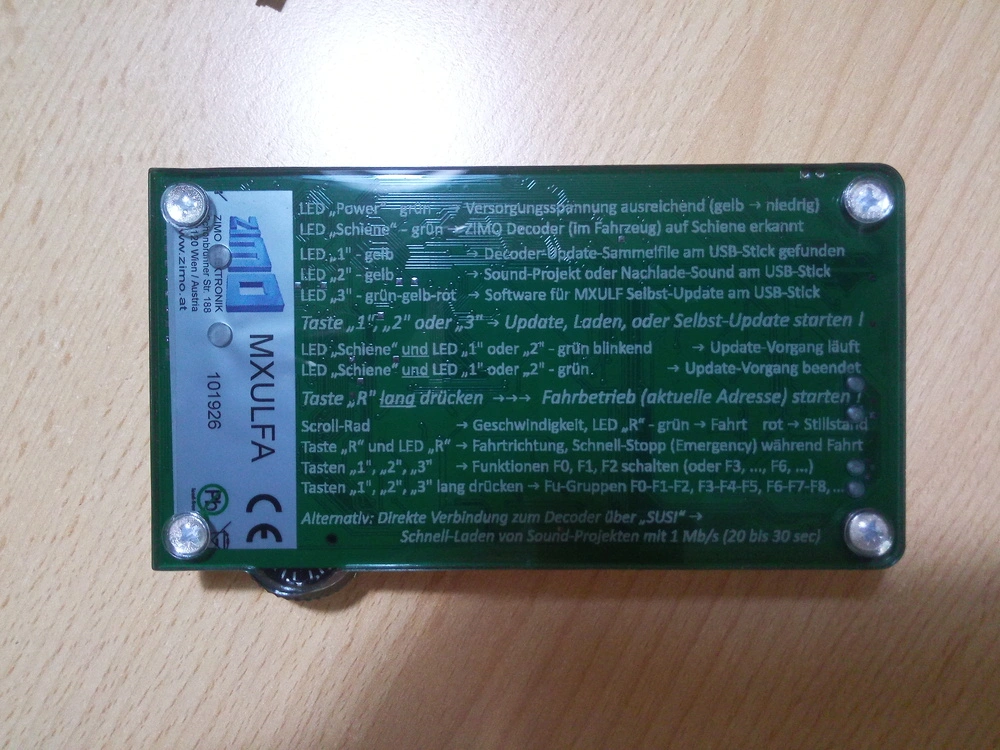 LED „Power“ - grün → Versorgungsspannung ausreichend (gelb → niedrig)
LED „Schiene“ - grün → ZIMO Decoder (im Fahrzeug) auf Schiene erkannt
LED „1“ - gelb → Decoder-Update-Sammelfile am USB-Stick gefunden
LED „2“ - gelb → Sound-Projekt oder Nachlade-Sound am USB-Stick
LED „3“ - grün-gelb-rot → Software für MXULF Selbst-Update am USB-Stick
Taste „1“, „2“ oder „3“ → Update, Laden, oder Selbst-Update starten !
LED „Schiene“ und LED „1“ oder „2“ - grün blinkend → Update-Vorgang läuft
LED „Schiene“ und LED „1“ oder „2“ - grün → Update-Vorgang beendet
Taste „R“ lang drücken →→→ Fahrbetrieb (aktuelle Adresse) starten !
Scroll-Rad → Geschwindigkeit, LED „R“ - grün → Fahrt rot → Stillstand
Taste „R“ und LED „R“ → Fahrtrichtung, Schnell-Stopp (Emergency) während Fahrt
Tasten „1“, „2“, „3“ → Funktionen F0, F1, F2 schalten (oder F3, ..., F6, ...)
Tasten „1“, „2“, „3“ lang drücken → Fu-Gruppen F0-F1-F2, F3-F4-F5, F6-F7-F8, ...
Alternativ: Direkte Verbindung zum Decoder über „SUSI“ →
Schnell-Laden von Sound-Projekten mit 1 Mb/s (20 bis 30 sec)
ZIMO
ZIMO
Str. 188
Wien / Austria
www.zimo.at
MXULFA
101926
Pb
CE